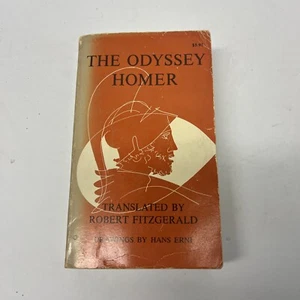 THE ODYSSEY
HOMER
TRANSLATED BY
ROBERT FITZGERALD
DRAWINGS BY HANS ERNI